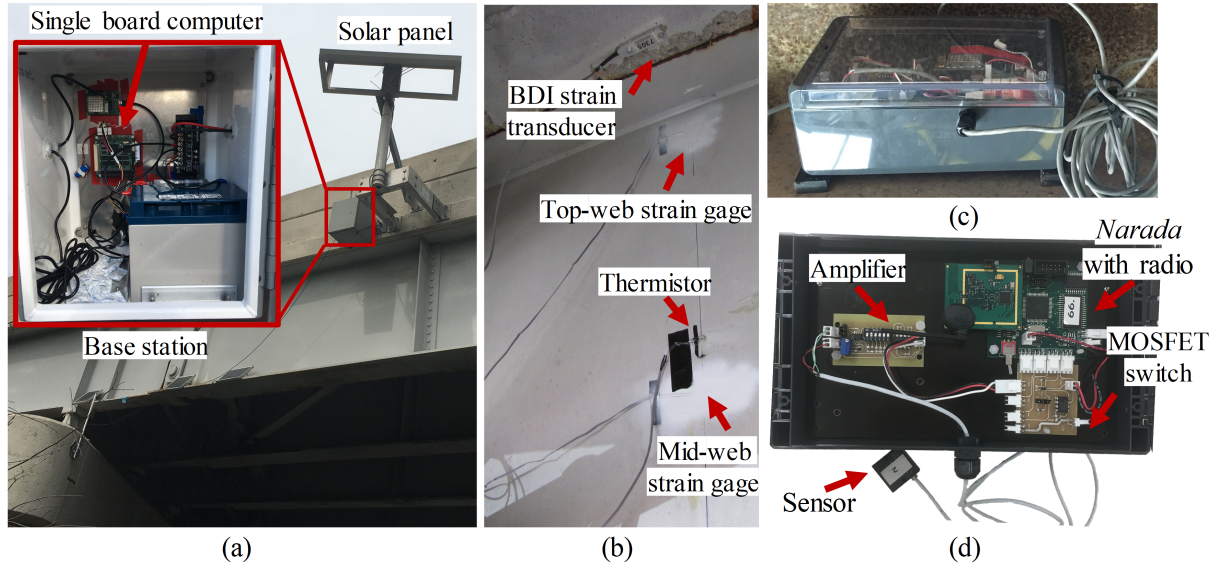 Single board computer
Solar panel
Base station
(a)
7305
BDI strain
transducer
Top-web strain gage
Thermistor
Mid-web
strain gage
(b)
(c)
Narada
with radio
Amplifier
MOSFET
switch
Sensor
(d)